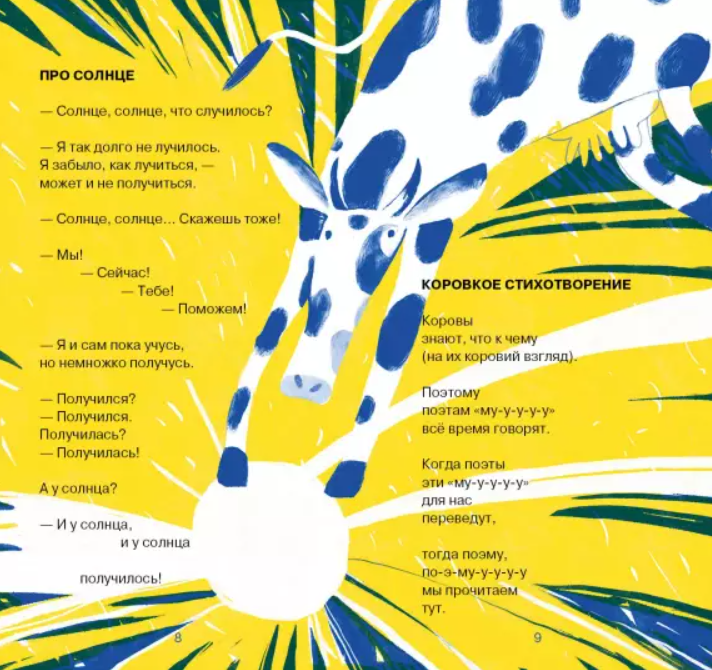 ПРО СОЛНЦЕ
— Солнце, солнце, что случилось?
— Я так долго не лучилось.
Я забыло, как лучиться, —
может и не получиться.
— Солнце, солнце... Скажешь тоже!
— Мы!
— Сейчас!
— Тебе!
— Поможем!
— Я и сам пока учусь,
но немножко получусь.
— Получился?
— Получился.
Получилась?
— Получилась!
А у солнца?
— И у солнца,
и у солнца
получилось!
8
КОРОВКОЕ СТИХОТВОРЕНИЕ
Коровы
знают, что к чему
(на их коровий взгляд).
Поэтому
поэтам «му-у-у-у-у»
всё время говорят.
Когда поэты
эти «му-у-у-у-у»
для нас
переведут,
тогда поэму,
по-э-му-у-у-у-у
мы прочитаем
тут.
9